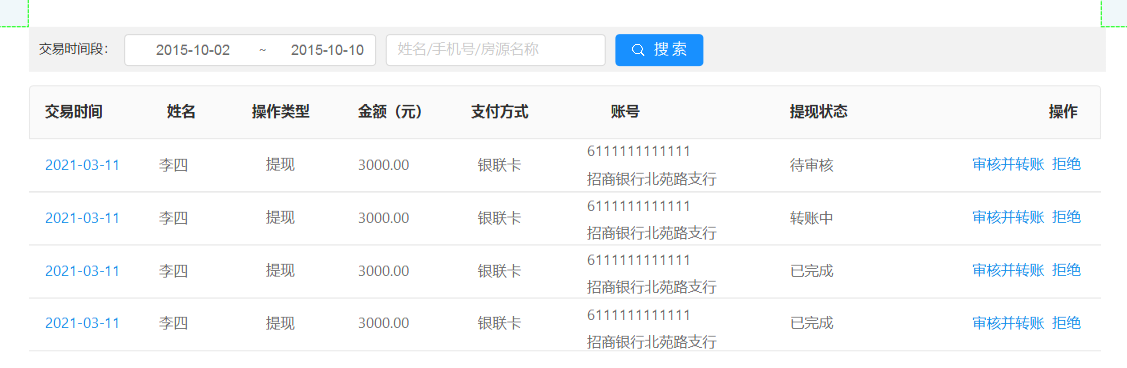 交易时间段： 2015-10-02 ~ 2015-10-10 姓名/手机号/房源名称 搜 索
交易时间 姓名 操作类型 金额（元） 支付方式 账号 提现状态 操作
2021-03-11 李四 提现 3000.00 银联卡 6111111111111 待审核 审核并转账 拒绝
招商银行北苑路支行
2021-03-11 李四 提现 3000.00 银联卡 6111111111111 转账中 审核并转账 拒绝
招商银行北苑路支行
2021-03-11 李四 提现 3000.00 银联卡 6111111111111 已完成 审核并转账 拒绝
招商银行北苑路支行
2021-03-11 李四 提现 3000.00 银联卡 6111111111111 已完成 审核并转账 拒绝
招商银行北苑路支行